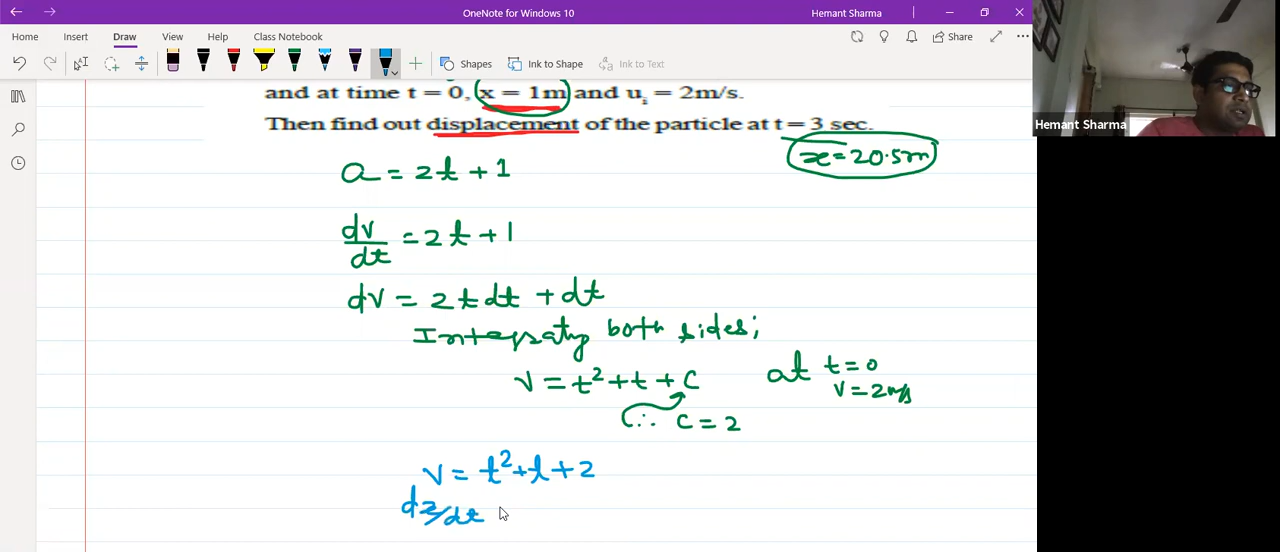 OneNote for Windows 10
Hemant Sharma
Home Insert Draw View Help Class Notebook
Share
Shapes Ink to Shape Ink to Text
and at time t = 0, x = 1m and u = 2m/s.
Then find out displacement of the particle at t = 3 sec.
x = 20.5m
a = 2t + 1
dv/dt = 2t + 1
dv = 2t dt + dt
both sides;
v = t² + t + C
at t = 0
v = 2m/s
∴ C = 2
v = t² + t + 2
dx/dt
Hemant Sharma